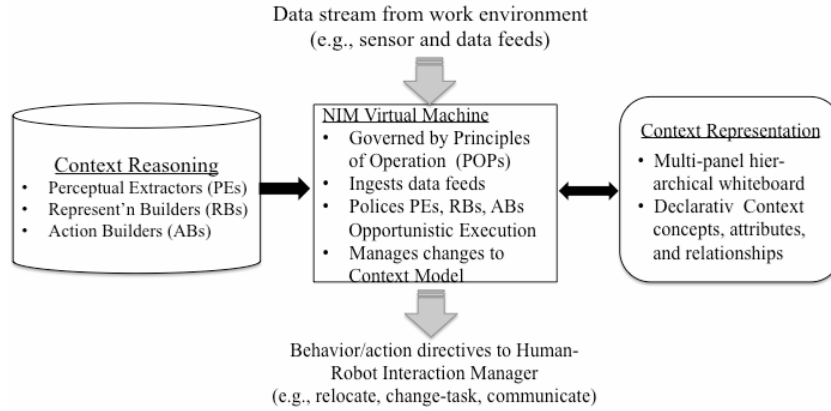 Data stream from work environment
(e.g., sensor and data feeds)
Context Reasoning
• Perceptual Extractors (PEs)
• Represent'n Builders (RBs)
• Action Builders (ABs)
NIM Virtual Machine
• Governed by Principles
of Operation (POPs)
• Ingests data feeds
• Polices PEs, RBs, ABs
Opportunistic Execution
• Manages changes to
Context Model
Context Representation
• Multi-panel hier-
archical whiteboard
• Declarativ Context
concepts, attributes,
and relationships
Behavior/action directives to Human-
Robot Interaction Manager
(e.g., relocate, change-task, communicate)